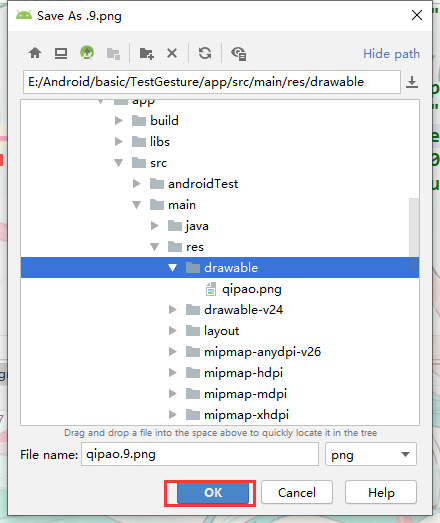 Save As .9.png
Hide path
E:/Android/basic/TestGesture/app/src/main/res/drawable
app
build
libs
src
androidTest
main
java
res
drawable
qipao.png
drawable-v24
layout
mipmap-anydpi-v26
mipmap-hdpi
mipmap-mdpi
mipmap-xhdpi
Drag and drop a file into the space above to quickly locate it in the tree
File name: qipao.9.png png
OK Cancel Help